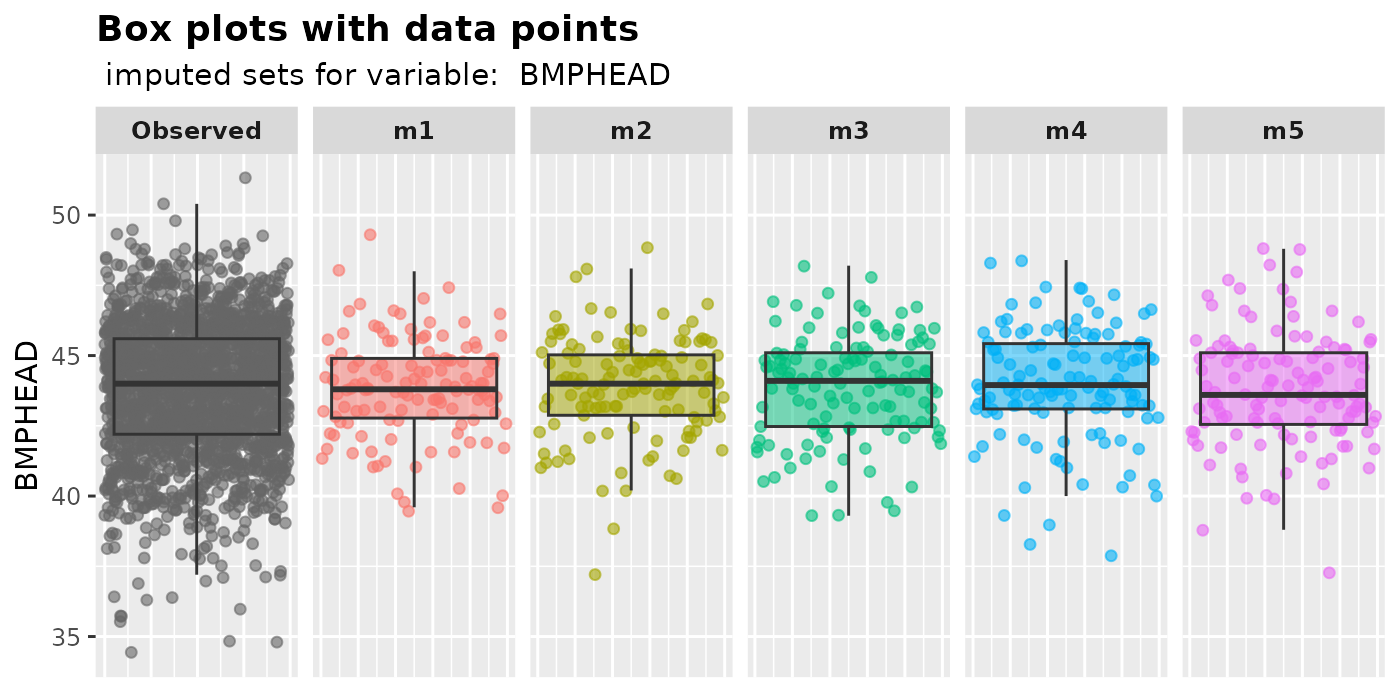 Box plots with data points
imputed sets for variable:  BMPHEAD
Observed m1 m2 m3 m4 m5
50
45
40
35
BMPHEAD